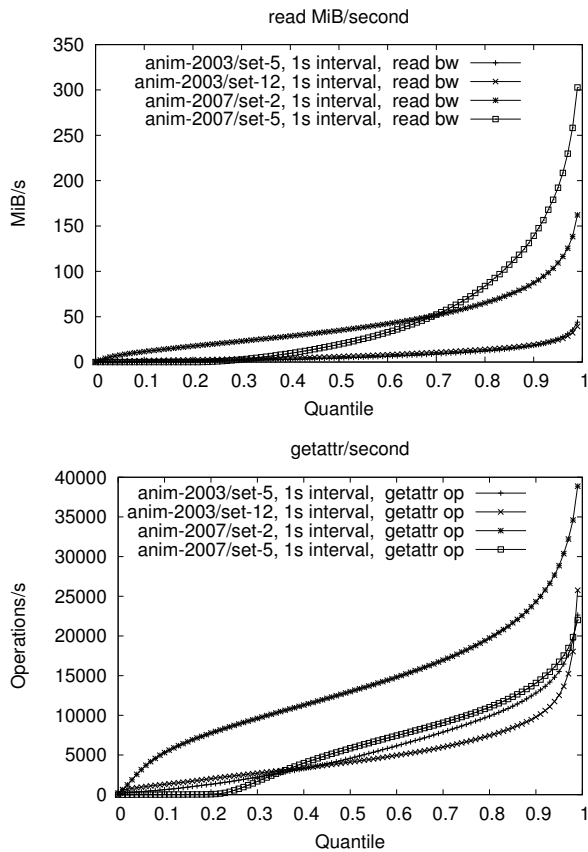 read MiB/second
350
300
250
200
150
100
50
0
MiB/s
anim-2003/set-5, 1s interval, read bw
anim-2003/set-12, 1s interval, read bw
anim-2007/set-2, 1s interval, read bw
anim-2007/set-5, 1s interval, read bw
0 0.1 0.2 0.3 0.4 0.5 0.6 0.7 0.8 0.9 1
Quantile
getattr/second
40000
35000
30000
25000
20000
15000
10000
5000
0
Operations/s
anim-2003/set-5, 1s interval, getattr op
anim-2003/set-12, 1s interval, getattr op
anim-2007/set-2, 1s interval, getattr op
anim-2007/set-5, 1s interval, getattr op
0 0.1 0.2 0.3 0.4 0.5 0.6 0.7 0.8 0.9 1
Quantile